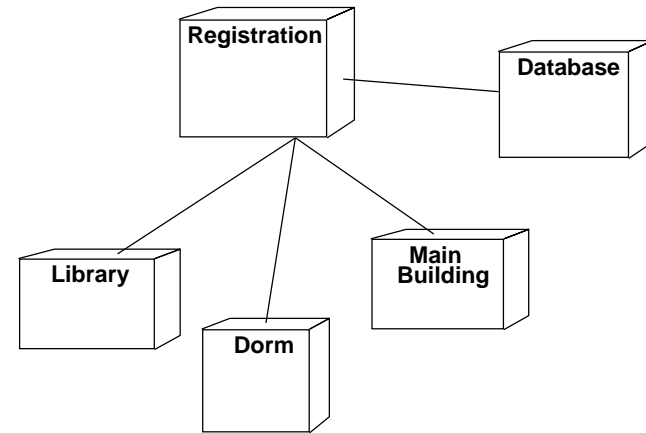 Registration
Database
Library
Main
Building
Dorm